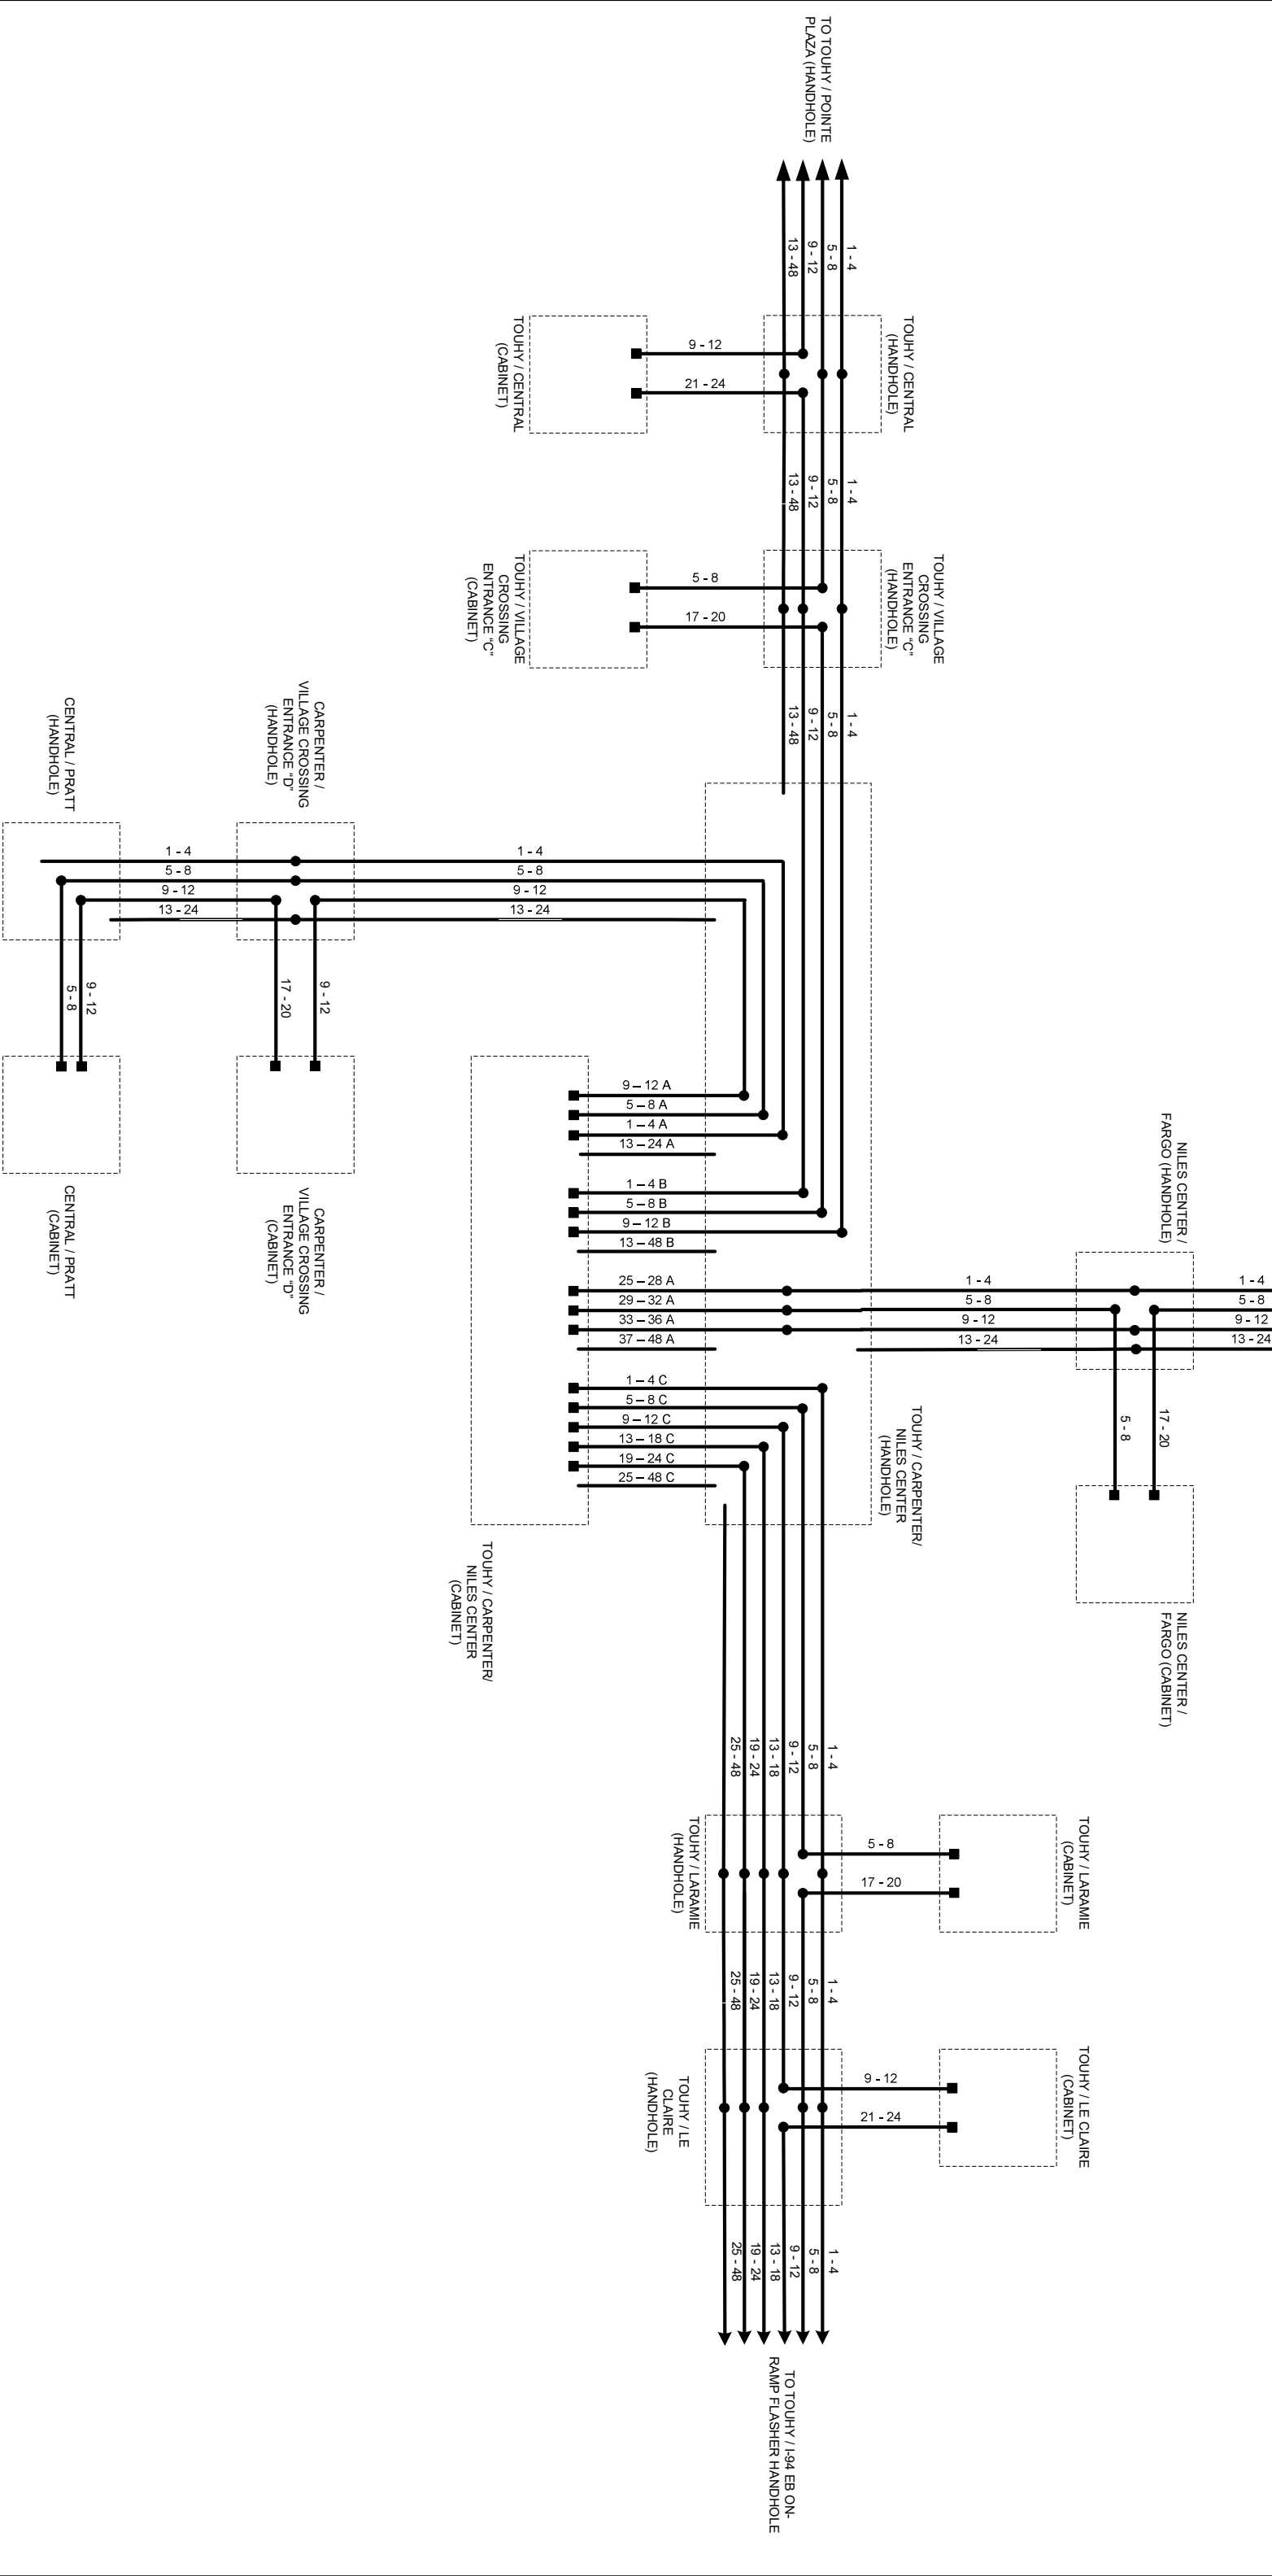 TO TOUHY / POINTE
PLAZA (HANDHOLE)
1 - 4
5 - 8
9 - 12
13 - 48
TOUHY / CENTRAL
(HANDHOLE)
TOUHY / CENTRAL
(CABINET)
9 - 12
21 - 24
1 - 4
5 - 8
9 - 12
13 - 48
TOUHY / VILLAGE
CROSSING
ENTRANCE "C"
(HANDHOLE)
TOUHY / VILLAGE
CROSSING
ENTRANCE "C"
(CABINET)
5 - 8
17 - 20
1 - 4
5 - 8
9 - 12
13 - 48
CENTRAL / PRATT
(HANDHOLE)
CARPENTER /
VILLAGE CROSSING
ENTRANCE "D"
(HANDHOLE)
1 - 4
5 - 8
9 - 12
13 - 24
1 - 4
5 - 8
9 - 12
13 - 24
9 - 12
5 - 8
9 - 12
17 - 20
CENTRAL / PRATT
(CABINET)
CARPENTER /
VILLAGE CROSSING
ENTRANCE "D"
(CABINET)
9 – 12 A
5 – 8 A
1 – 4 A
13 – 24 A
1 – 4 B
5 – 8 B
9 – 12 B
13 – 48 B
25 – 28 A
29 – 32 A
33 – 36 A
37 – 48 A
1 – 4 C
5 – 8 C
9 – 12 C
13 – 18 C
19 – 24 C
25 – 48 C
NILES CENTER /
FARGO (HANDHOLE)
1 - 4
5 - 8
9 - 12
13 - 24
1 - 4
5 - 8
9 - 12
13 - 24
17 - 20
5 - 8
TOUHY / CARPENTER/
NILES CENTER
(HANDHOLE)
TOUHY / CARPENTER/
NILES CENTER
(CABINET)
NILES CENTER /
FARGO (CABINET)
1 - 4
5 - 8
9 - 12
13 - 18
19 - 24
25 - 48
TOUHY / LARAMIE
(CABINET)
TOUHY / LARAMIE
(HANDHOLE)
5 - 8
17 - 20
1 - 4
5 - 8
9 - 12
13 - 18
19 - 24
25 - 48
TOUHY / LE CLAIRE
(CABINET)
TOUHY / LE
CLAIRE
(HANDHOLE)
9 - 12
21 - 24
1 - 4
5 - 8
9 - 12
13 - 18
19 - 24
25 - 48
TO TOUHY / I-94 EB ON-
RAMP FLASHER HANDHOLE